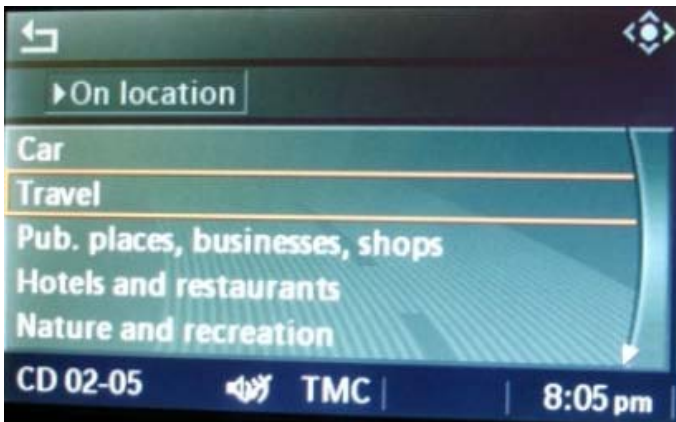 On location
Car
Travel
Pub. places, businesses, shops
Hotels and restaurants
Nature and recreation
CD 02-05 TMC 8:05 pm